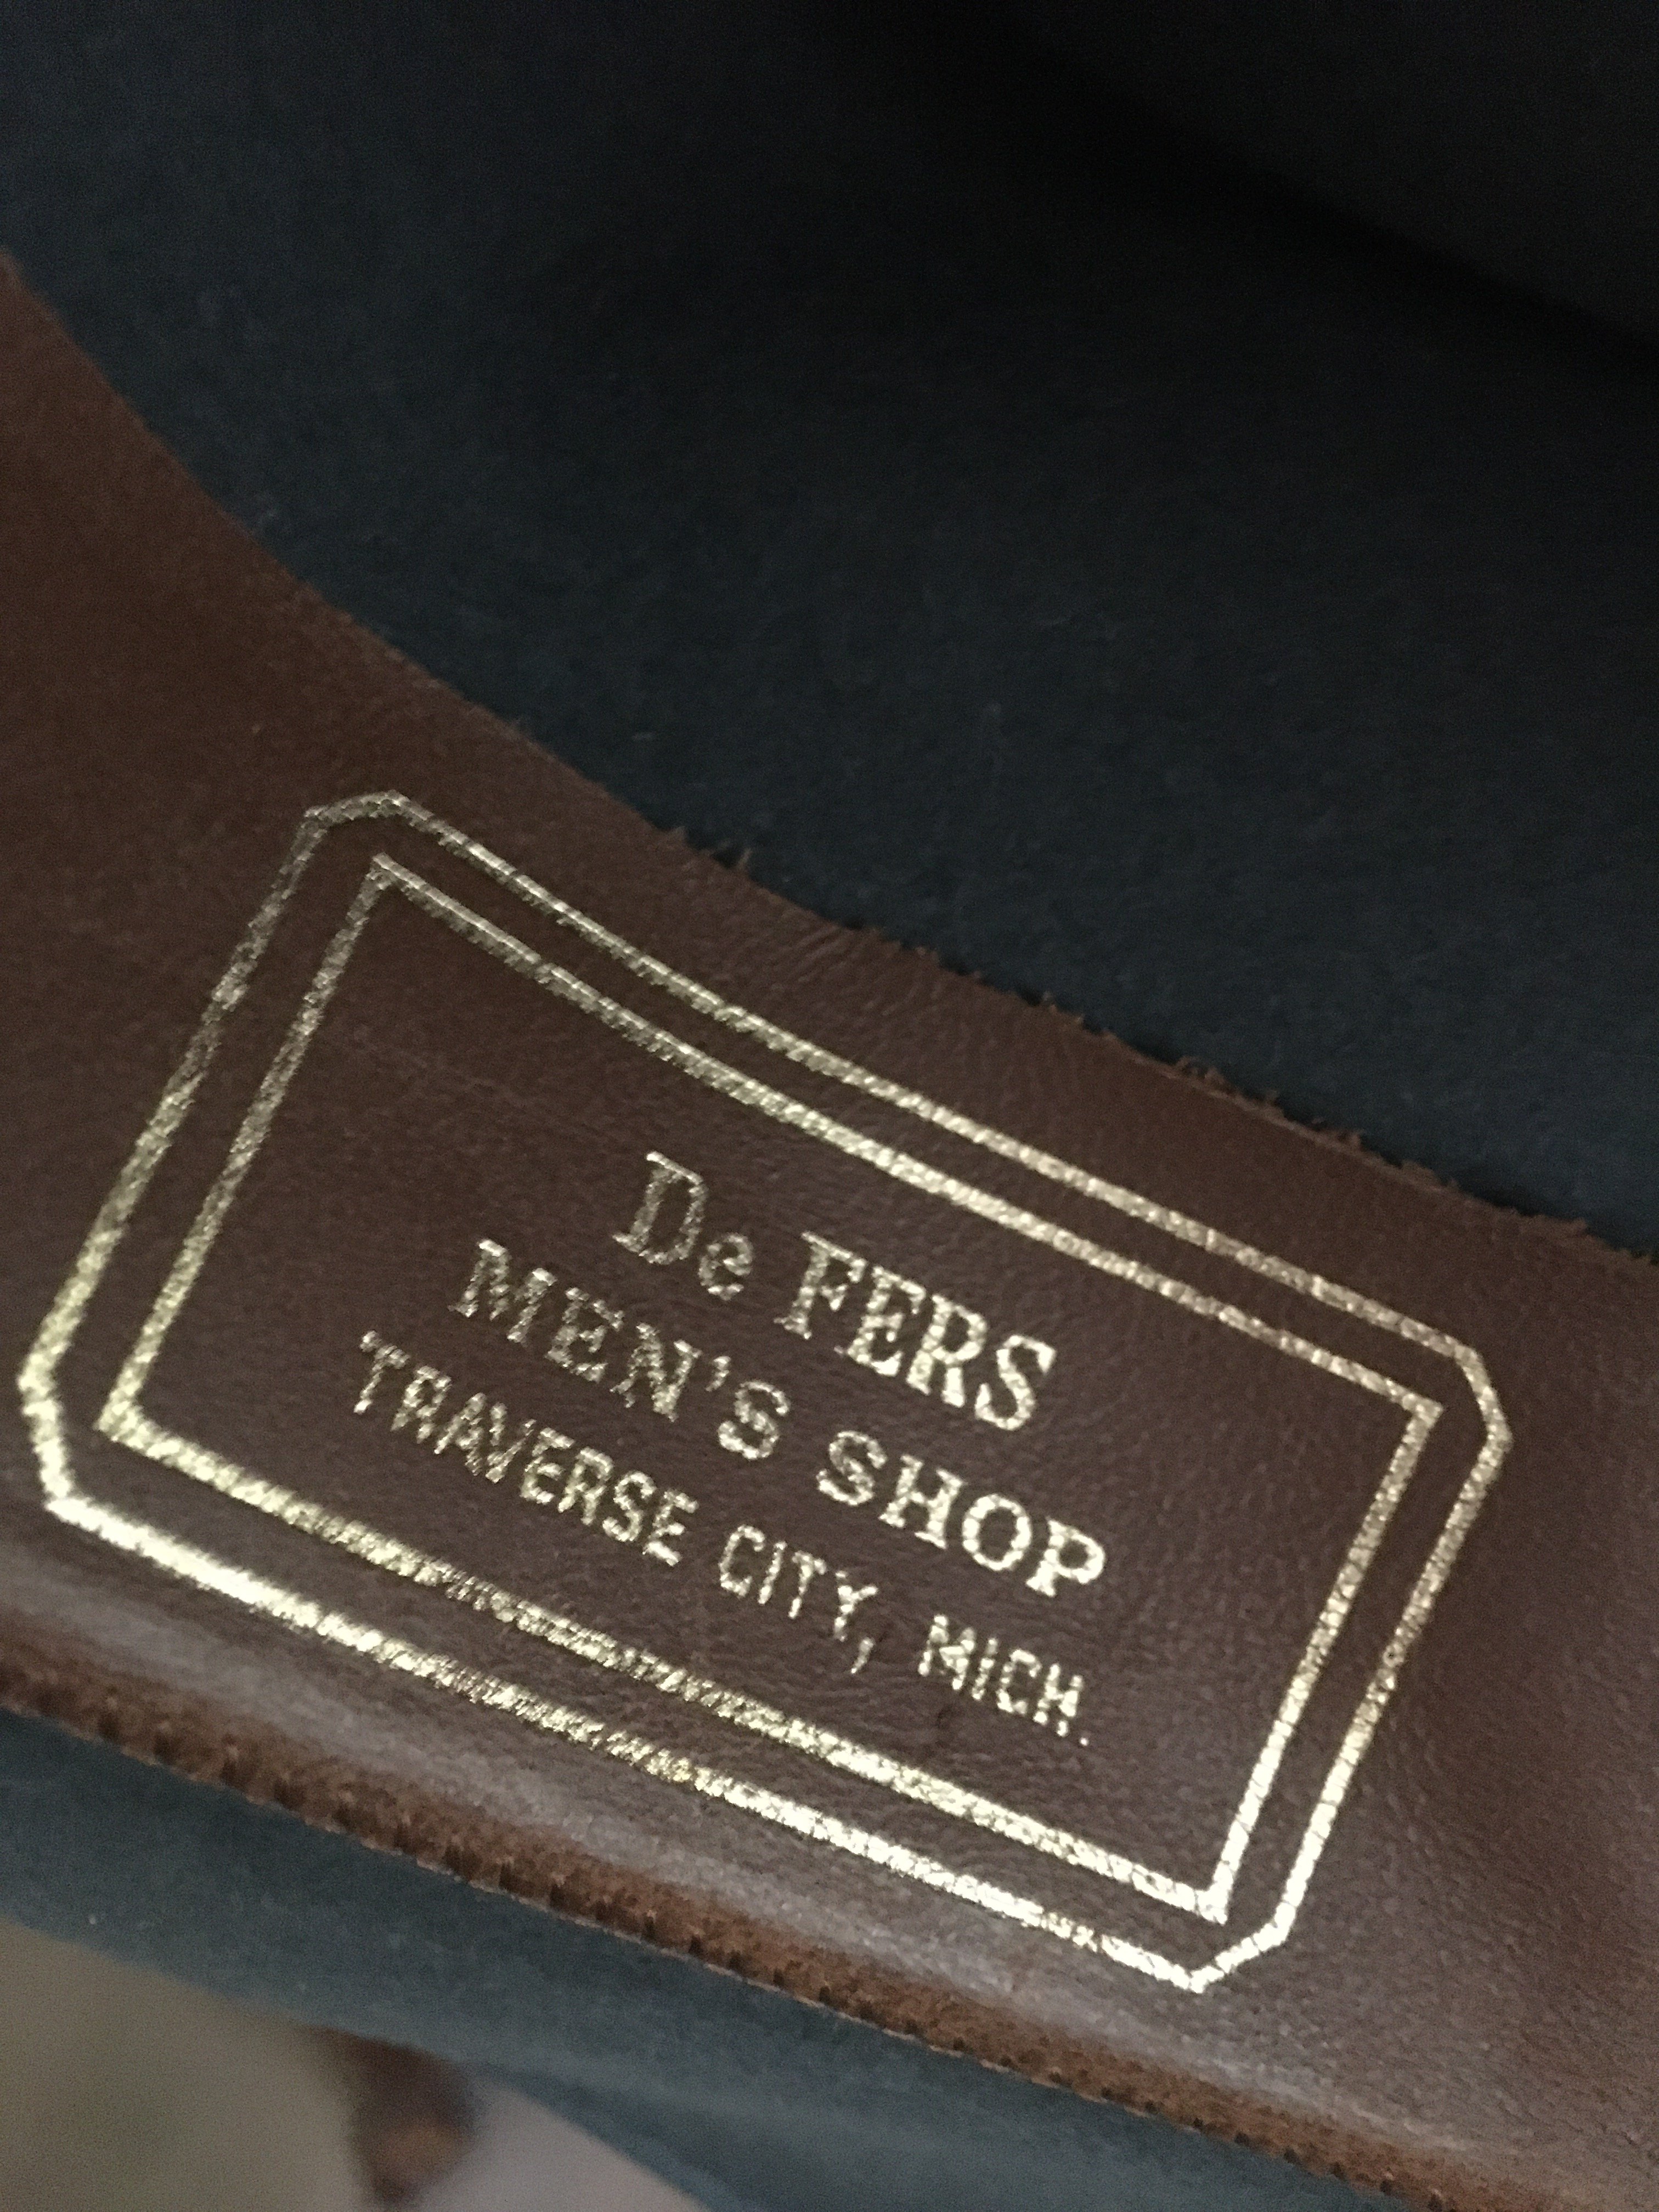 De FERS
MEN'S SHOP
TRAVERSE CITY, MICH.